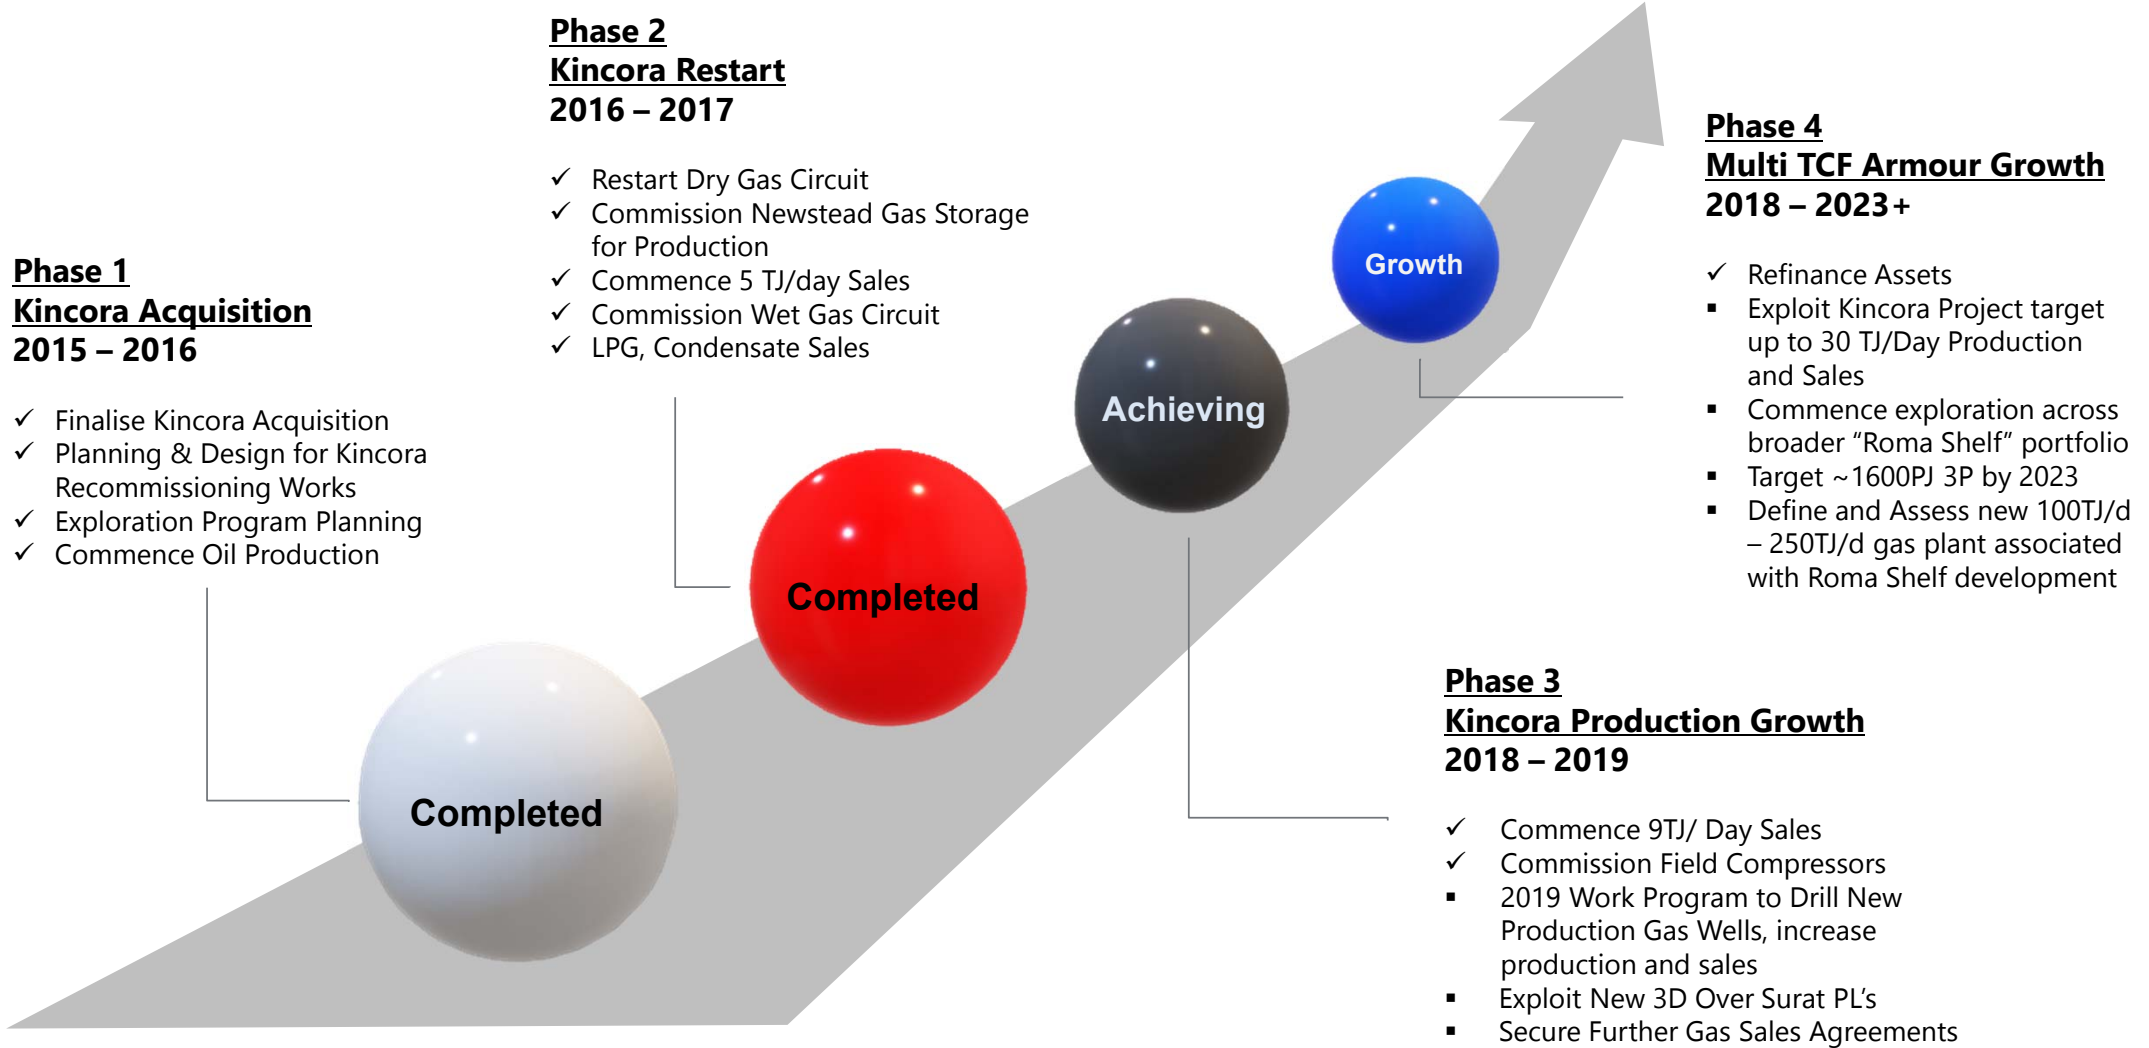 Phase 1
Kincora Acquisition
2015 – 2016
✓ Finalise Kincora Acquisition
✓ Planning & Design for Kincora
Recommissioning Works
✓ Exploration Program Planning
✓ Commence Oil Production
Completed
Phase 2
Kincora Restart
2016 – 2017
✓ Restart Dry Gas Circuit
✓ Commission Newstead Gas Storage
for Production
✓ Commence 5 TJ/day Sales
✓ Commission Wet Gas Circuit
✓ LPG, Condensate Sales
Completed
Achieving
Phase 3
Kincora Production Growth
2018 – 2019
✓ Commence 9TJ/ Day Sales
✓ Commission Field Compressors
▪ 2019 Work Program to Drill New
Production Gas Wells, increase
production and sales
▪ Exploit New 3D Over Surat PL’s
▪ Secure Further Gas Sales Agreements
Growth
Phase 4
Multi TCF Armour Growth
2018 – 2023+
✓ Refinance Assets
▪ Exploit Kincora Project target
up to 30 TJ/Day Production
and Sales
▪ Commence exploration across
broader “Roma Shelf” portfolio
▪ Target ~1600PJ 3P by 2023
▪ Define and Assess new 100TJ/d
– 250TJ/d gas plant associated
with Roma Shelf development